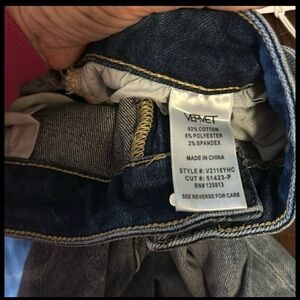 VERVET
92% COTTON
6% POLYESTER
2% SPANDEX
MADE IN CHINA
STYLE #: V2116YHC
CUT #: 51423-P
RN# 125813
SEE REVERSE FOR CARE